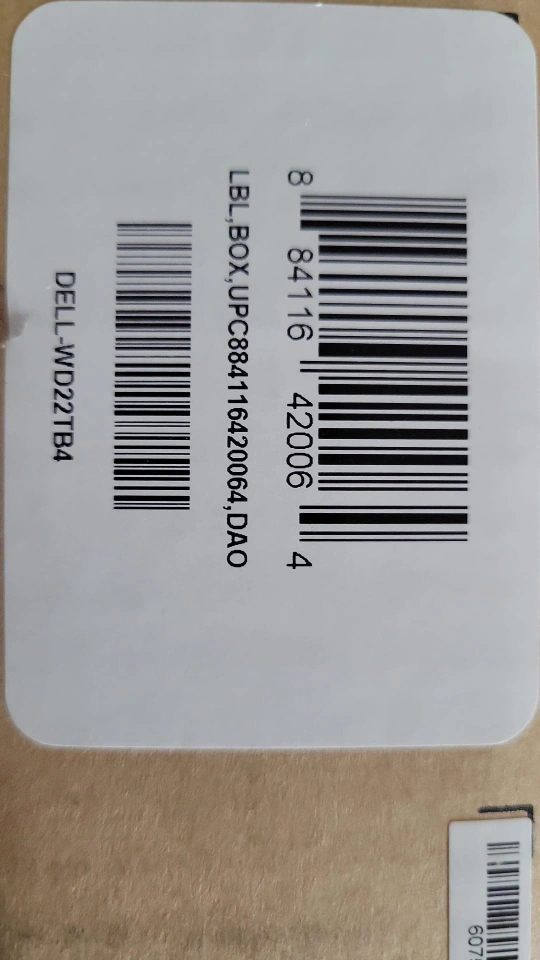 8 84116 42006 4
LBL,BOX,UPC884116420064,DAO
DELL-WD22TB4